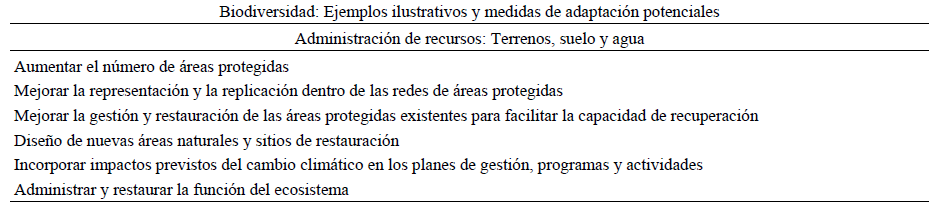 Biodiversidad: Ejemplos ilustrativos y medidas de adaptación potenciales
Administración de recursos: Terrenos, suelo y agua
Aumentar el número de áreas protegidas
Mejorar la representación y la replicación dentro de las redes de áreas protegidas
Mejorar la gestión y restauración de las áreas protegidas existentes para facilitar la capacidad de recuperación
Diseño de nuevas áreas naturales y sitios de restauración
Incorporar impactos previstos del cambio climático en los planes de gestión, programas y actividades
Administrar y restaurar la función del ecosistema